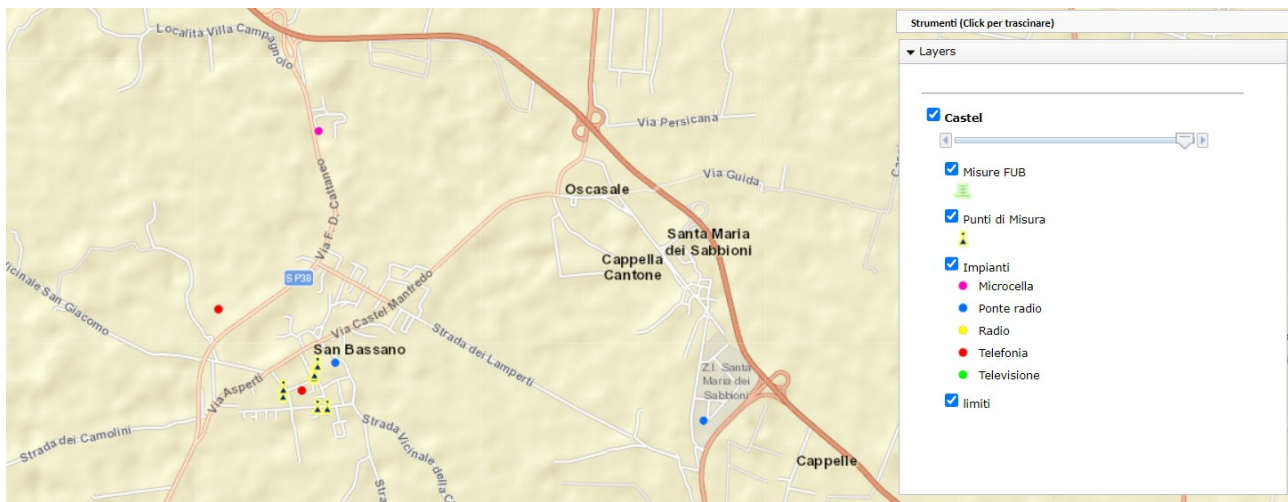 Località Villa Campagnolo
Via F. D. Cattaneo
Via Persicana
Via Guida
Oscasale
Santa Maria
dei Sabbioni
Cappella
Cantone
S P38
Via Castel Manfredo
Vicinale San Giacomo
Strada dei Lamperti
San Bassano
Via Asperti
Z.I. Santa
Maria dei
Sabbioni
Strada dei Camolini
Strada Vicinale della C
Cappelle
Strumenti (Click per trascinare)
Layers
Castel
Misure FUB
Punti di Misura
Impianti
Microcella
Ponte radio
Radio
Telefonia
Televisione
limiti